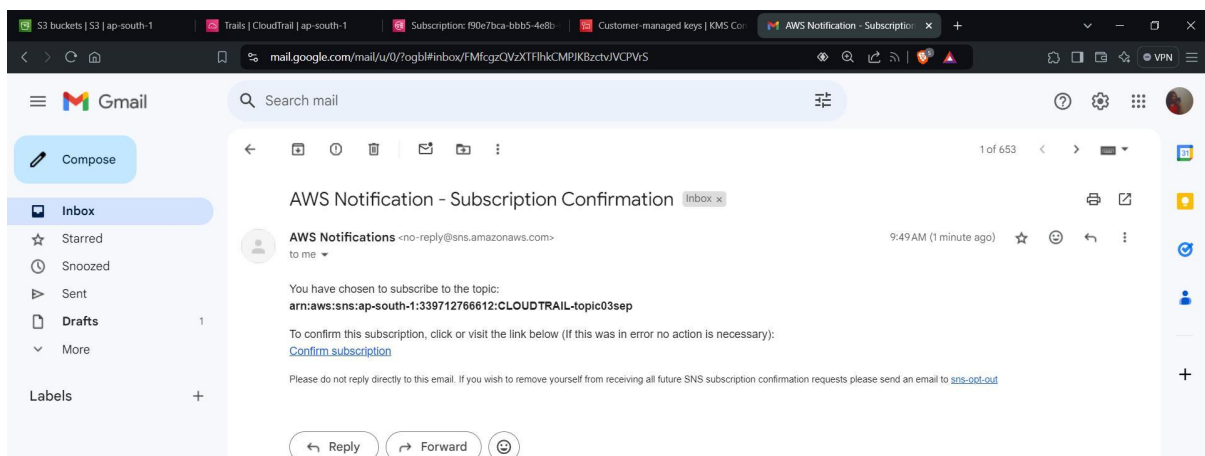 S3 buckets | S3 | ap-south-1
Trails | CloudTrail | ap-south-1
Subscription: f90e7bca-bbb5-4e8b-
Customer-managed keys | KMS Con
AWS Notification - Subscription
mail.google.com/mail/u/0/?ogbl#inbox/FMfcgzQVzXTFlhkCMPJKBzctvJVCPVrS
VPN
Gmail
Search mail
Compose
1 of 653
31
AWS Notification - Subscription Confirmation Inbox x
Inbox
Starred
Snoozed
Sent
Drafts 1
More
Labels
AWS Notifications <no-reply@sns.amazonaws.com>
9:49 AM (1 minute ago)
to me
You have chosen to subscribe to the topic:
arn:aws:sns:ap-south-1:339712766612:CLOUDTRAIL-topic03sep
To confirm this subscription, click or visit the link below (If this was in error no action is necessary):
Confirm subscription
Please do not reply directly to this email. If you wish to remove yourself from receiving all future SNS subscription confirmation requests please send an email to sns-opt-out
Reply
Forward